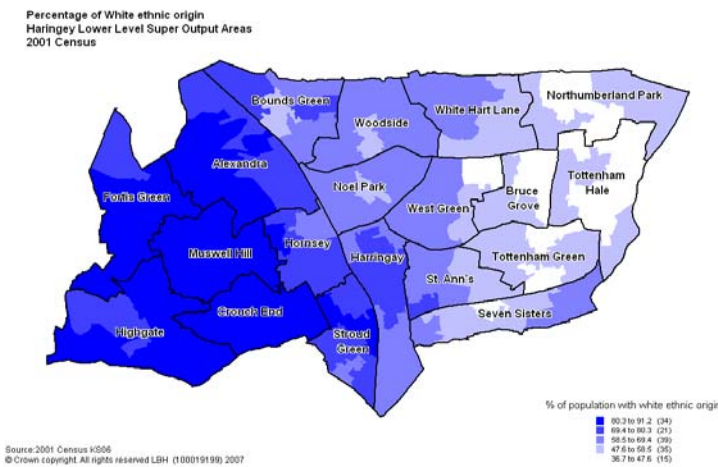 Percentage of White ethnic origin
Haringey Lower Level Super Output Areas
2001 Census
Northumberland Park
Bounds Green
White Hart Lane
Woodside
Alexandra
Tottenham
Hale
Noel Park
Fortis Green
Bruce
Grove
West Green
Hornsey
Muswell Hill
Harringay
Tottenham Green
St. Ann's
Crouch End
Seven Sisters
Highgate
Stroud
Green
% of population with white ethnic origin
80.3 to 91.2 (34)
69.4 to 80.3 (21)
58.5 to 69.4 (39)
47.6 to 58.5 (35)
36.7 to 47.6 (15)
Source:2001 Census KS06
© Crown copyright. All rights reserved LBH (100019199) 2007